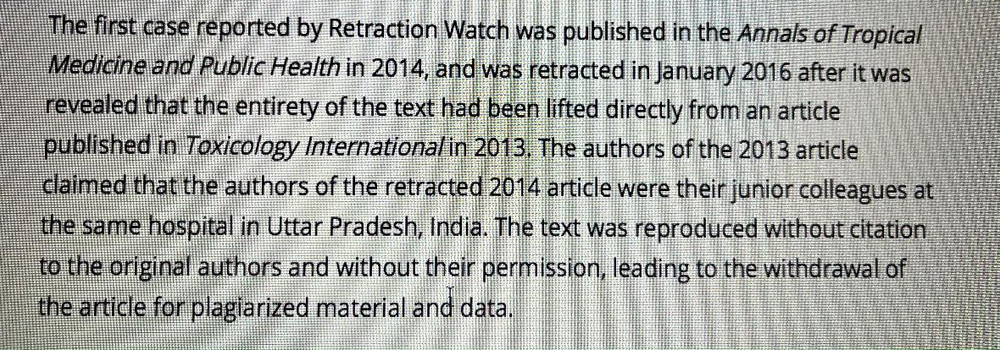 The first case reported by Retraction Watch was published in the Annals of Tropical
Medicine and Public Health in 2014, and was retracted in January 2016 after it was
revealed that the entirety of the text had been lifted directly from an article
published in Toxicology International in 2013. The authors of the 2013 article
claimed that the authors of the retracted 2014 article were their junior colleagues at
the same hospital in Uttar Pradesh, India. The text was reproduced without citation
to the original authors and without their permission, leading to the withdrawal of
the article for plagiarized material and data.